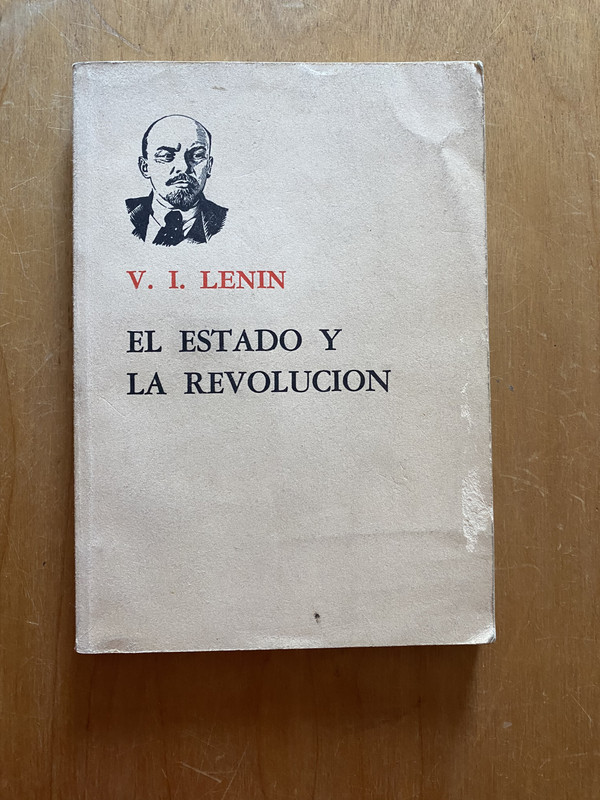 V. I. LENIN
EL ESTADO Y
LA REVOLUCION